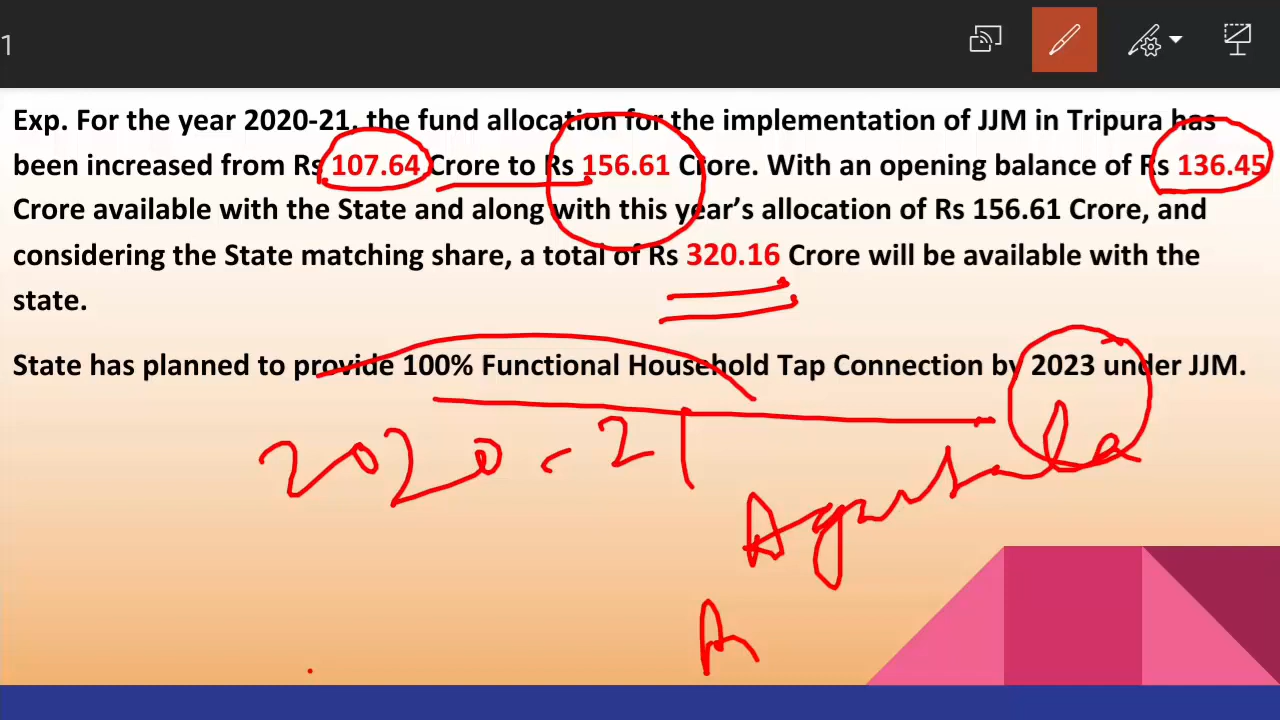 1
Exp. For the year 2020-21, the fund allocation for the implementation of JJM in Tripura has
been increased from Rs 107.64 Crore to Rs 156.61 Crore. With an opening balance of Rs 136.45
Crore available with the State and along with this year’s allocation of Rs 156.61 Crore, and
considering the State matching share, a total of Rs 320.16 Crore will be available with the
state.
State has planned to provide 100% Functional Household Tap Connection by 2023 under JJM.
2020-21
A